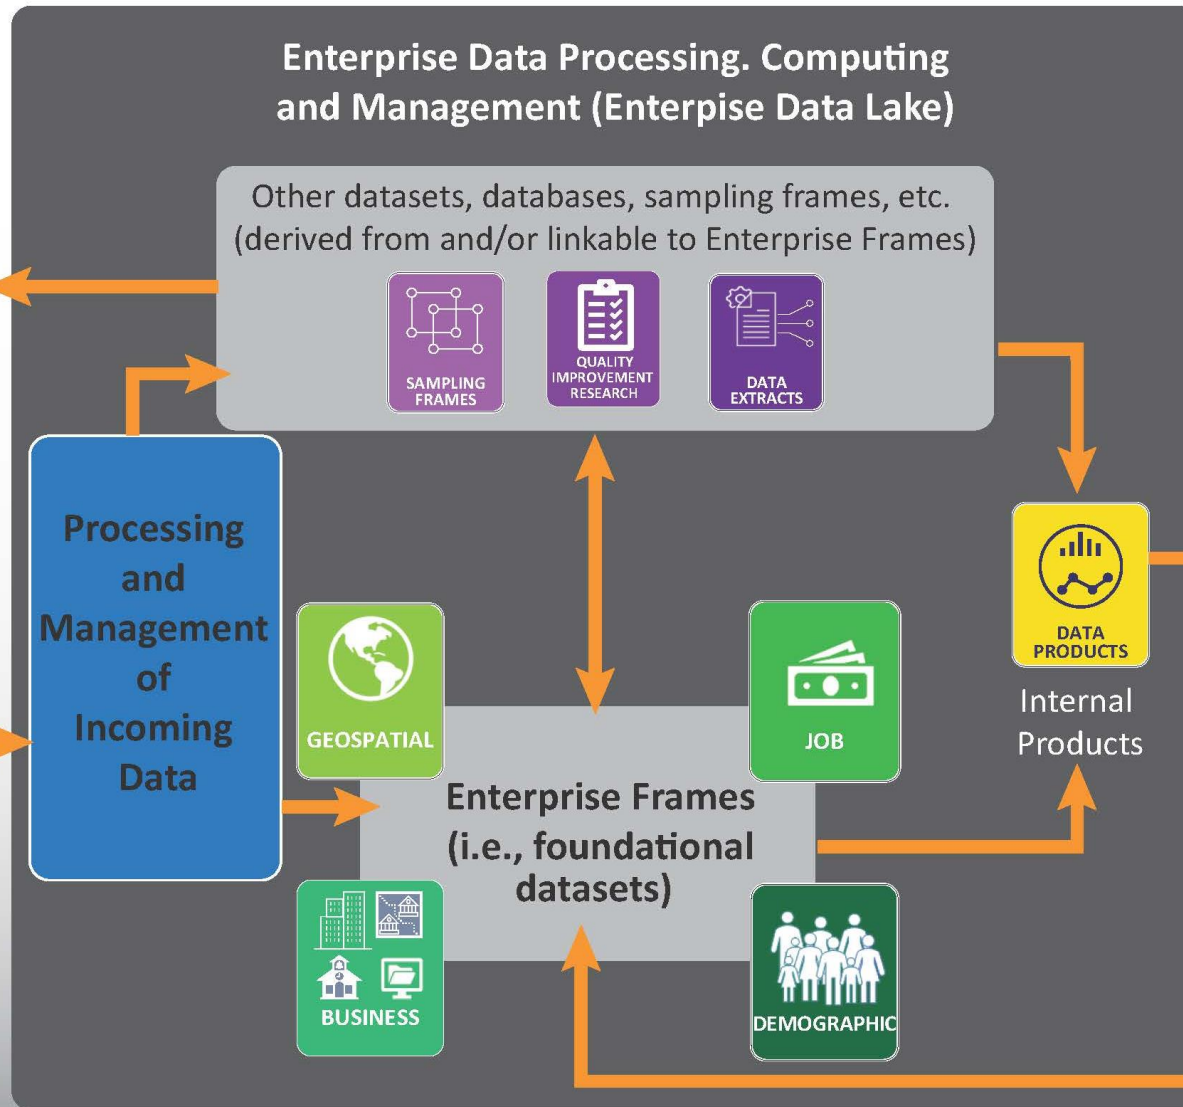 Enterprise Data Processing. Computing
and Management (Enterpise Data Lake)
Other datasets, databases, sampling frames, etc.
(derived from and/or linkable to Enterprise Frames)
SAMPLING
FRAMES
QUALITY
IMPROVEMENT
RESEARCH
DATA
EXTRACTS
Processing
and
Management
of
Incoming
Data
GEOSPATIAL
JOB
Enterprise Frames
(i.e., foundational
datasets)
BUSINESS
DEMOGRAPHIC
DATA
PRODUCTS
Internal
Products